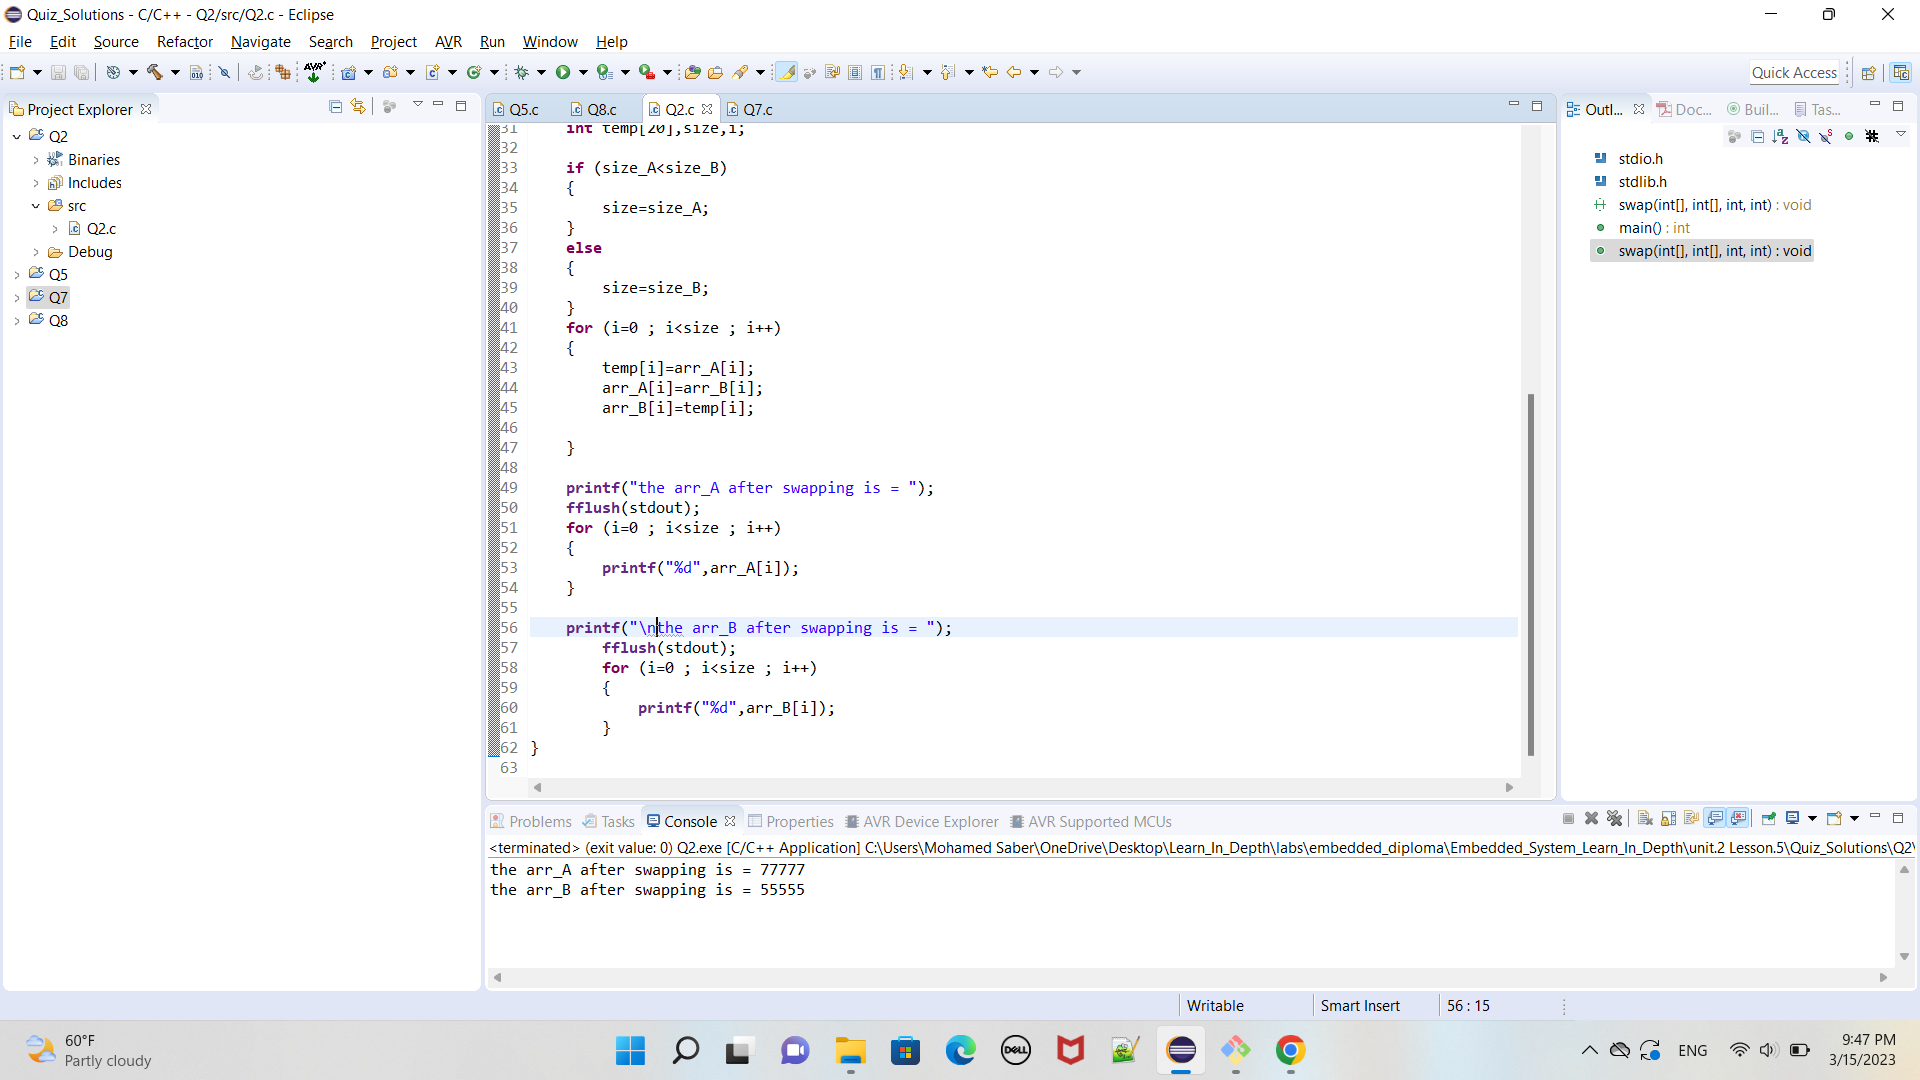 Quiz_Solutions - C/C++ - Q2/src/Q2.c - Eclipse
File Edit Source Refactor Navigate Search Project AVR Run Window Help
Quick Access
Project Explorer
Q2
Binaries
Includes
src
Q2.c
Debug
Q5
Q7
Q8
Q5.c Q8.c Q2.c Q7.c
31 int temp[20],size,i;
32
33 if (size_A<size_B)
34 {
35 size=size_A;
36 }
37 else
38 {
39 size=size_B;
40 }
41 for (i=0 ; i<size ; i++)
42 {
43 temp[i]=arr_A[i];
44 arr_A[i]=arr_B[i];
45 arr_B[i]=temp[i];
46
47 }
48
49 printf("the arr_A after swapping is = ");
50 fflush(stdout);
51 for (i=0 ; i<size ; i++)
52 {
53 printf("%d",arr_A[i]);
54 }
55
56 printf("\nthe arr_B after swapping is = ");
57 fflush(stdout);
58 for (i=0 ; i<size ; i++)
59 {
60 printf("%d",arr_B[i]);
61 }
62 }
63
Outl... Doc... Buil... Tas...
stdio.h
stdlib.h
swap(int[], int[], int, int) : void
main() : int
swap(int[], int[], int, int) : void
Problems Tasks Console Properties AVR Device Explorer AVR Supported MCUs
<terminated> (exit value: 0) Q2.exe [C/C++ Application] C:\Users\Mohamed Saber\OneDrive\Desktop\Learn_In_Depth\labs\embedded_diploma\Embedded_System_Learn_In_Depth\unit.2 Lesson.5\Quiz_Solutions\Q2\
the arr_A after swapping is = 77777
the arr_B after swapping is = 55555
Writable Smart Insert 56 : 15
60°F
Partly cloudy
DELL
ENG
9:47 PM
3/15/2023